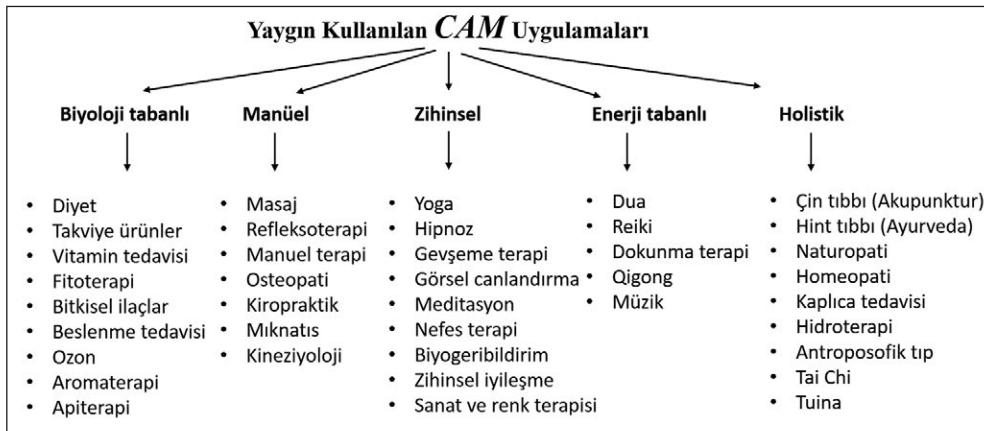 Yaygın Kullanılan CAM Uygulamaları
Biyoloji tabanlı
Diyet
Takviye ürünler
Vitamin tedavisi
Fitoterapi
Bitkisel ilaçlar
Beslenme tedavisi
Ozon
Aromaterapi
Apiterapi
Manüel
Masaj
Refleksoterapi
Manuel terapi
Osteopati
Kiropraktik
Mıknatıs
Kineziyoloji
Zihinsel
Yoga
Hipnoz
Gevşeme terapi
Görsel canlandırma
Meditasyon
Nefes terapi
Biyogeribildirim
Zihinsel iyileşme
Sanat ve renk terapisi
Enerji tabanlı
Dua
Reiki
Dokunma terapi
Qigong
Müzik
Holistik
Çin tıbbı (Akupunktur)
Hint tıbbı (Ayurveda)
Naturopati
Homeopati
Kaplıca tedavisi
Hidroterapi
Antroposofik tıp
Tai Chi
Tuina